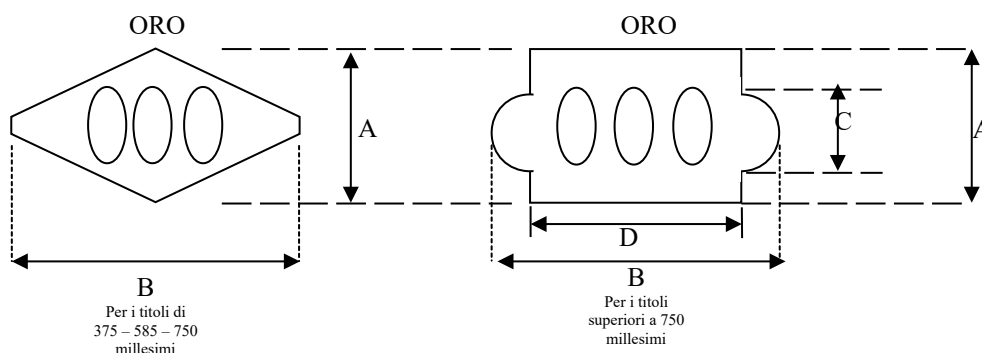 ORO
ORO
A
C
A
D
B
B
Per i titoli di
375 – 585 – 750
millesimi
Per i titoli
superiori a 750
millesimi